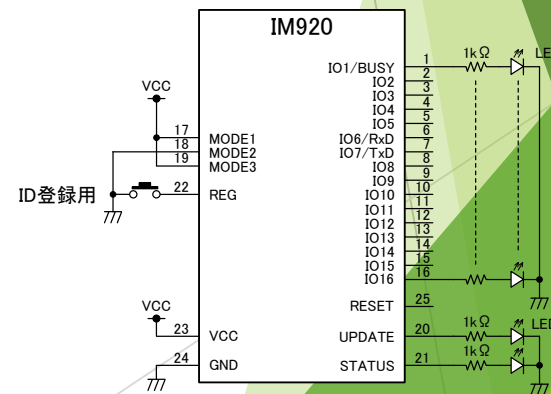 IM920
VCC
17 MODE1
18 MODE2
19 MODE3
ID登録用
22 REG
VCC
23 VCC
24 GND
IO1/BUSY 1
IO2 2
IO3 3
IO4 4
IO5 5
IO6/RxD 6
IO7/TxD 7
IO8 8
IO9 9
IO10 10
IO11 11
IO12 12
IO13 13
IO14 14
IO15 15
IO16 16
RESET 25
UPDATE 20
STATUS 21
1kΩ LE
1kΩ LED
1kΩ